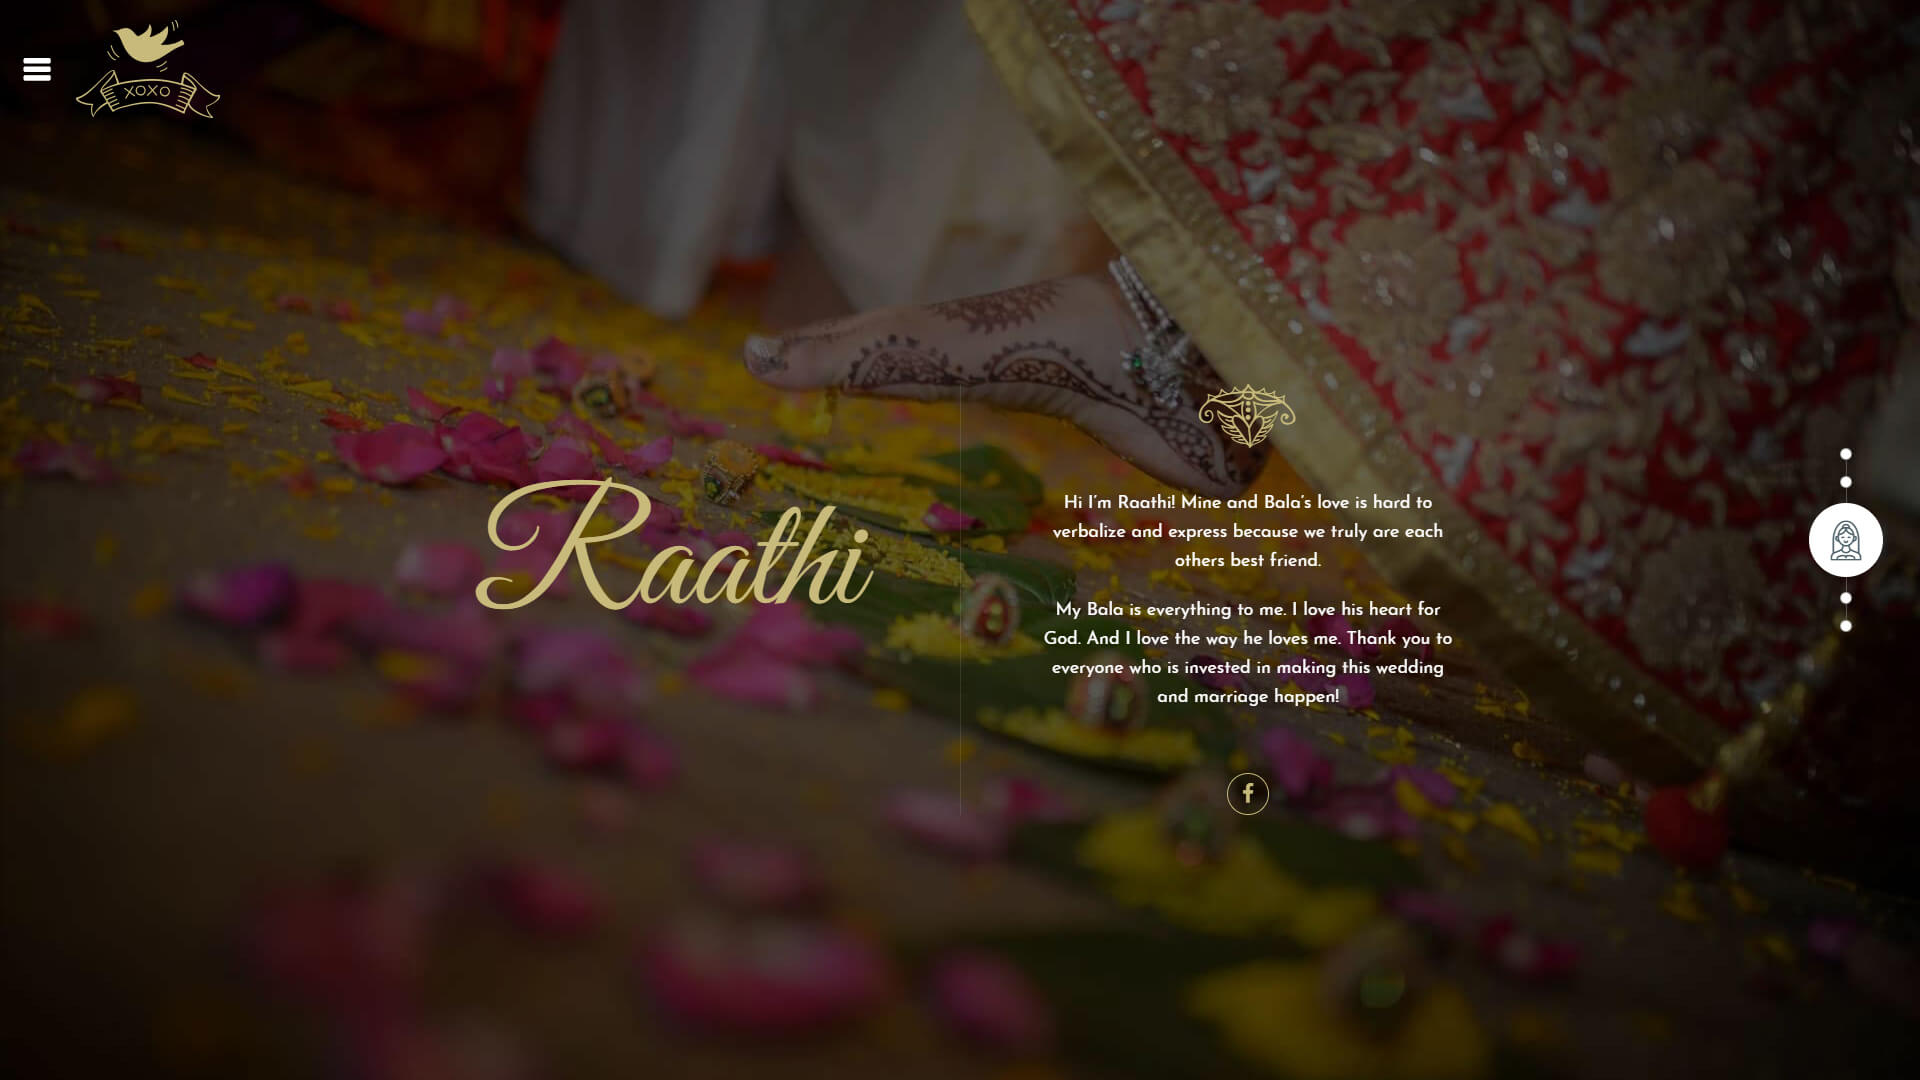 XOXO
Raathi
Hi I’m Raathi! Mine and Bala’s love is hard to
verbalize and express because we truly are each
others best friend.
My Bala is everything to me. I love his heart for
God. And I love the way he loves me. Thank you to
everyone who is invested in making this wedding
and marriage happen!